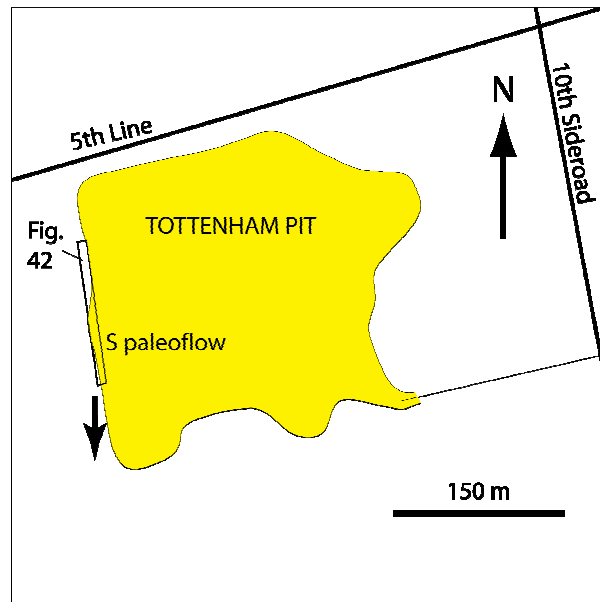 5th Line
N
10th Sideroad
TOTTENHAM PIT
Fig.
42
S paleoflow
150 m